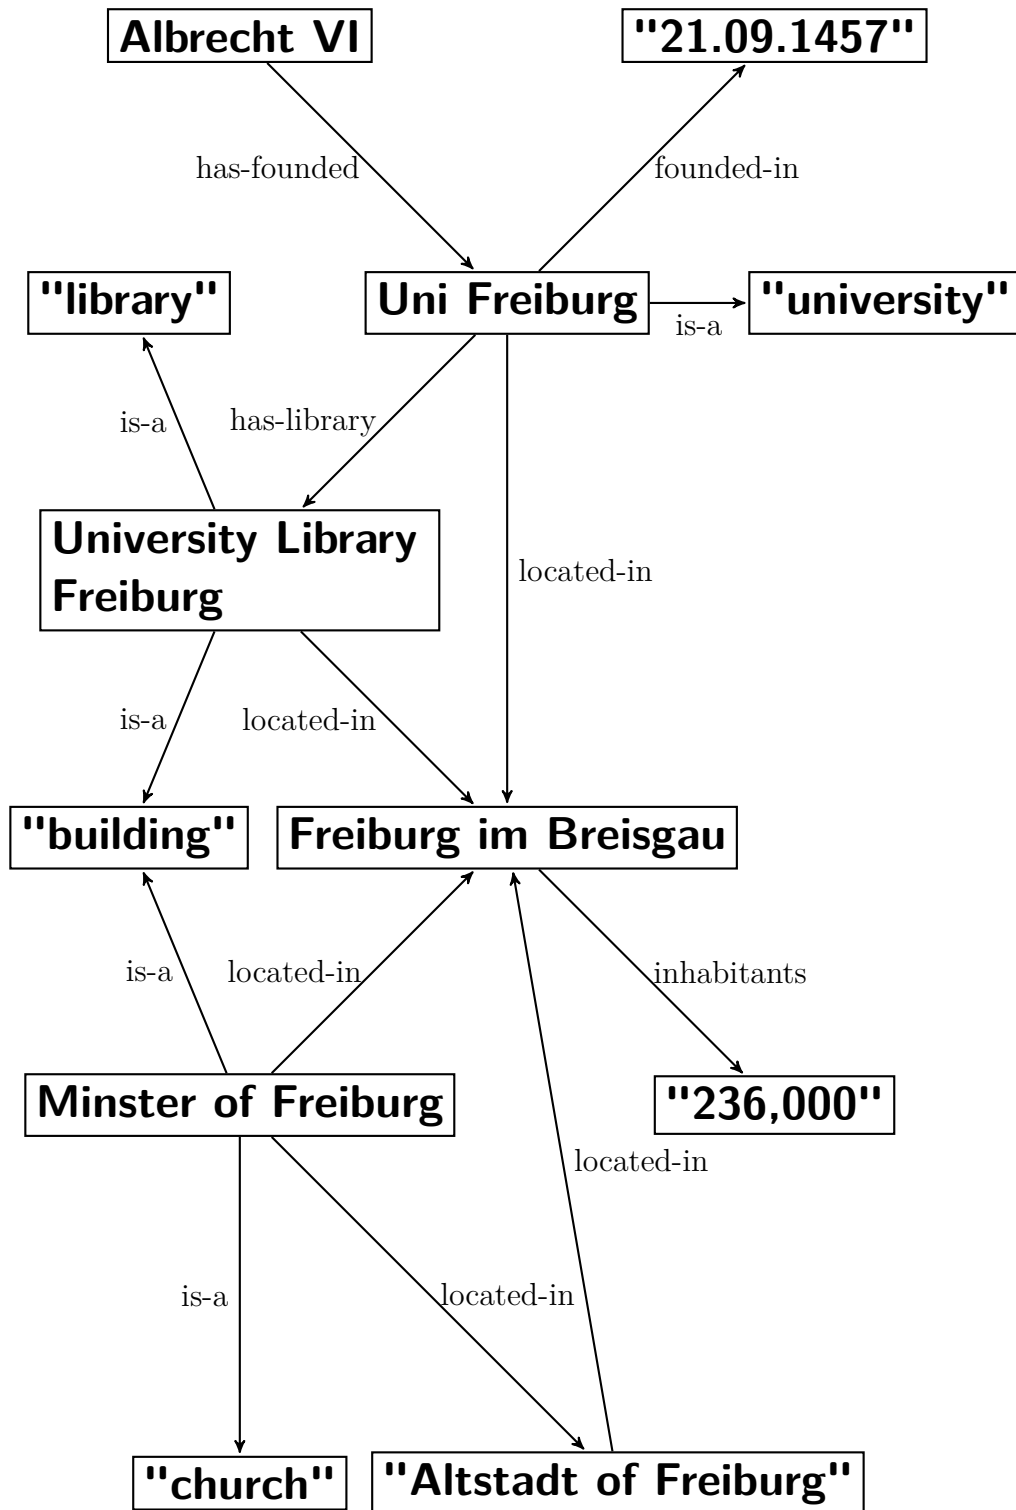 Albrecht VI
"21.09.1457"
has-founded
founded-in
"library"
Uni Freiburg
"university"
is-a
is-a
has-library
University Library
Freiburg
located-in
is-a
located-in
"building"
Freiburg im Breisgau
is-a
located-in
inhabitants
Minster of Freiburg
"236,000"
located-in
is-a
located-in
"church"
"Altstadt of Freiburg"